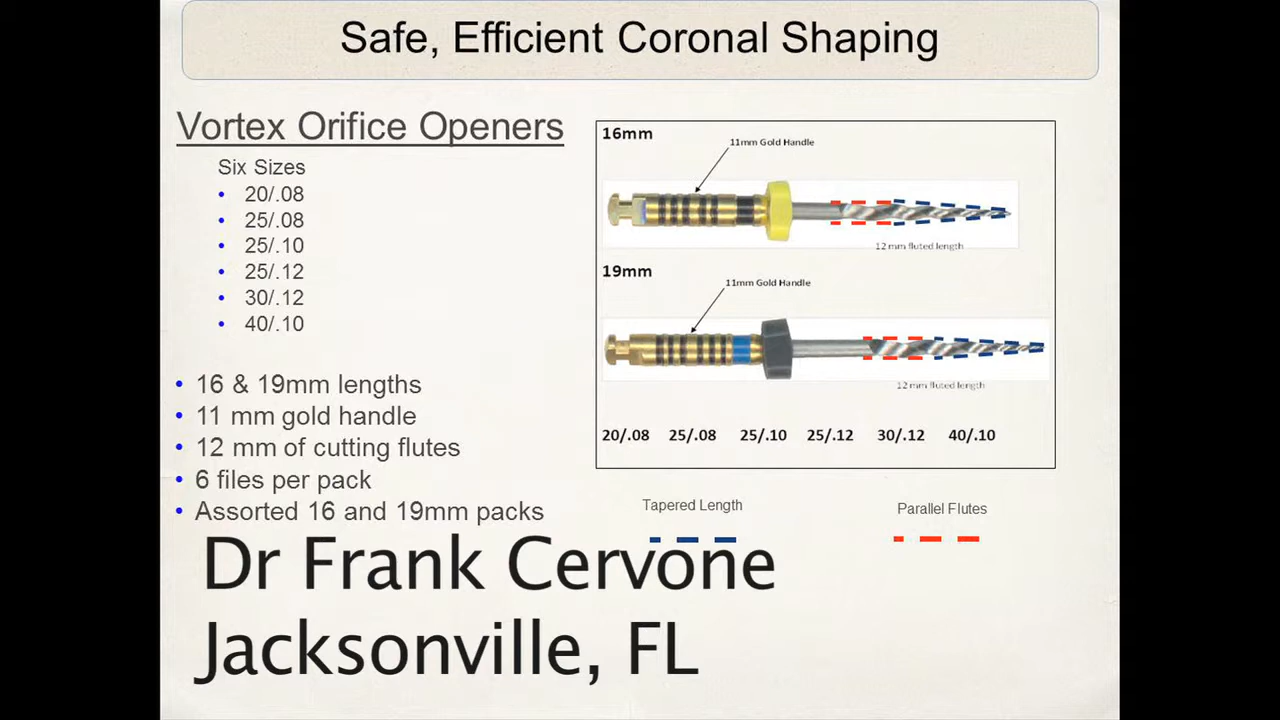 Safe, Efficient Coronal Shaping
Vortex Orifice Openers
Six Sizes
• 20/.08
• 25/.08
• 25/.10
• 25/.12
• 30/.12
• 40/.10
• 16 & 19mm lengths
• 11 mm gold handle
• 12 mm of cutting flutes
• 6 files per pack
• Assorted 16 and 19mm packs
16mm
11mm Gold Handle
12 mm fluted length
19mm
11mm Gold Handle
12 mm fluted length
20/.08 25/.08 25/.10 25/.12 30/.12 40/.10
Tapered Length
Parallel Flutes
Dr Frank Cervone
Jacksonville, FL